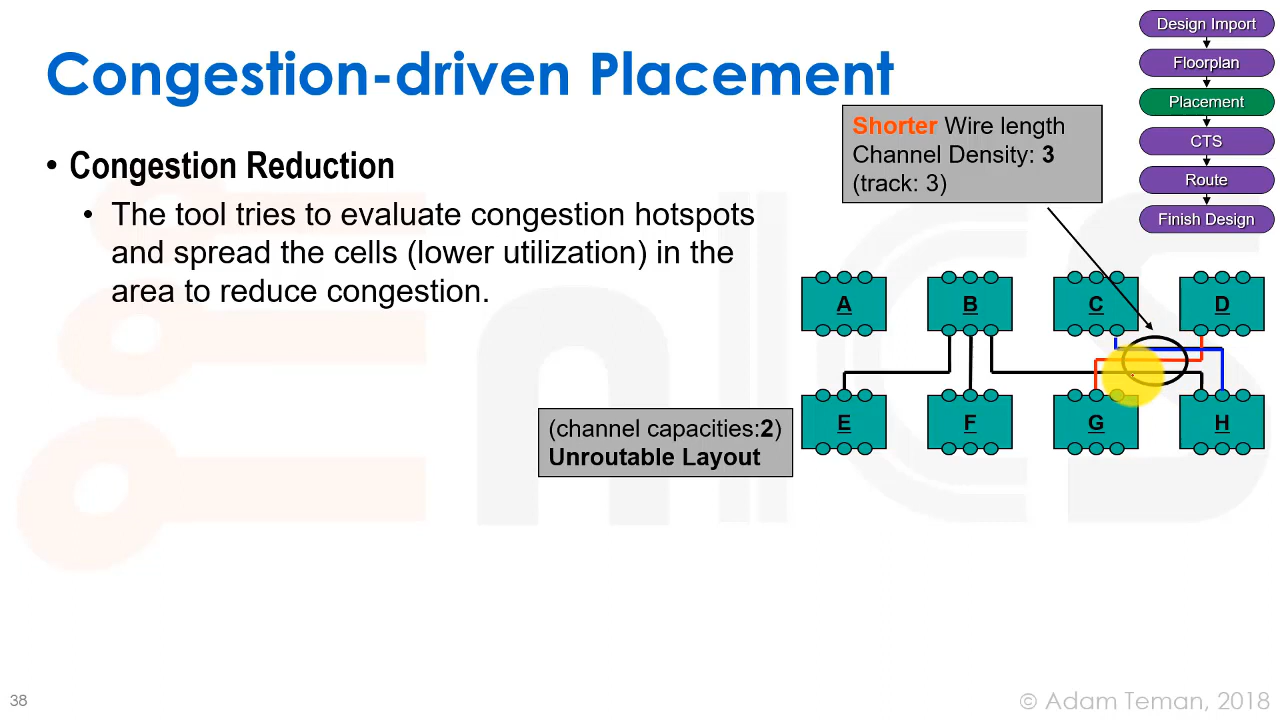 Congestion-driven Placement
• Congestion Reduction
• The tool tries to evaluate congestion hotspots
and spread the cells (lower utilization) in the
area to reduce congestion.
Shorter Wire length
Channel Density: 3
(track: 3)
Design Import
Floorplan
Placement
CTS
Route
Finish Design
A B C D
(channel capacities:2)
Unroutable Layout
E F G H
38
© Adam Teman, 2018